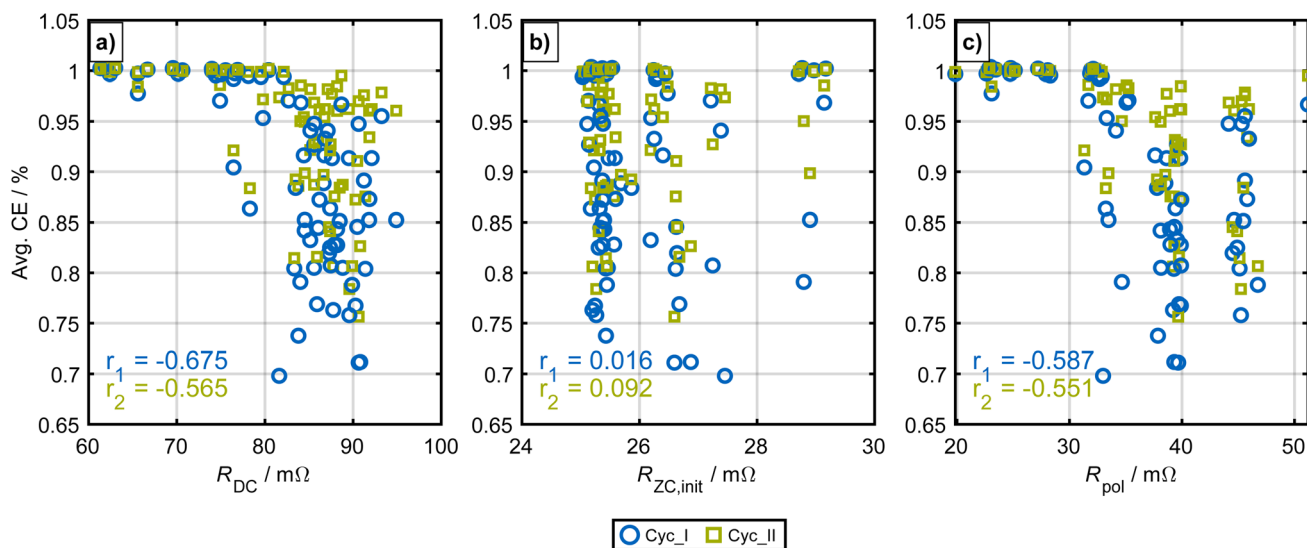 a)
b)
c)
Avg. CE / %
1.05
1
0.95
0.9
0.85
0.8
0.75
0.7
0.65
r1 = -0.675
r2 = -0.565
60 70 80 90 100
RDC / mΩ
1.05
1
0.95
0.9
0.85
0.8
0.75
0.7
0.65
r1 = 0.016
r2 = 0.092
24 26 28 30
RZC,init / mΩ
1.05
1
0.95
0.9
0.85
0.8
0.75
0.7
0.65
r1 = -0.587
r2 = -0.551
20 30 40 50
Rpol / mΩ
Cyc_I Cyc_II